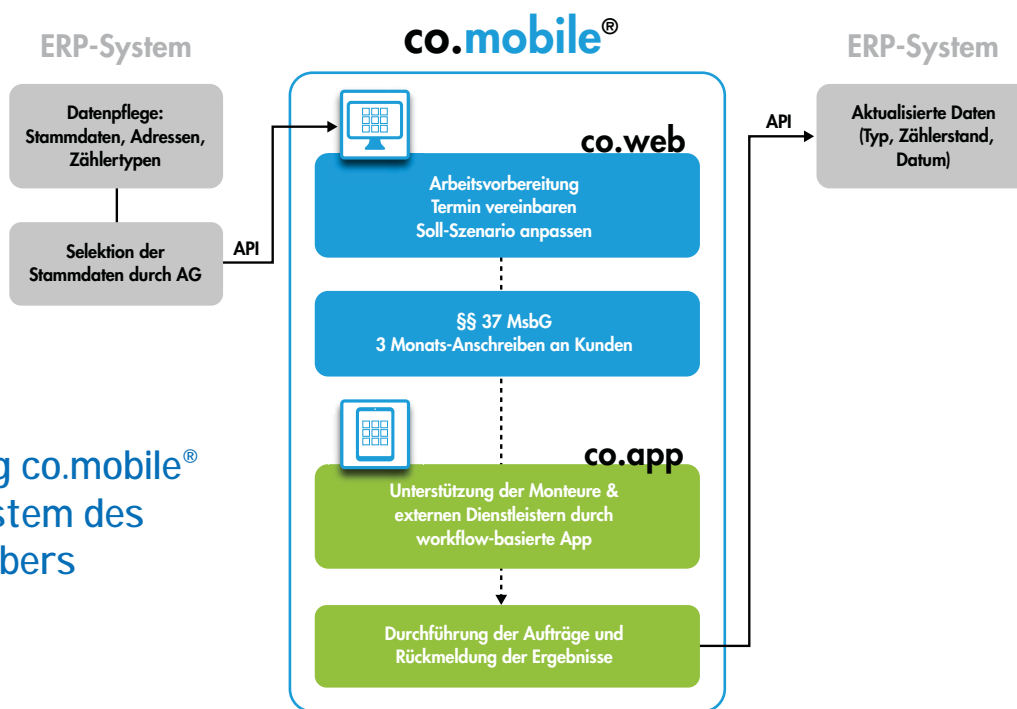 ERP-System
Datenpflege:
Stammdaten, Adressen,
Zählertypen
Selektion der
Stammdaten durch AG
API
co.mobile®
co.web
Arbeitsvorbereitung
Termin vereinbaren
Soll-Szenario anpassen
§§ 37 MsbG
3 Monats-Anschreiben an Kunden
co.app
Unterstützung der Monteure &
externen Dienstleistern durch
workflow-basierte App
Durchführung der Aufträge und
Rückmeldung der Ergebnisse
API
ERP-System
Aktualisierte Daten
(Typ, Zählerstand,
Datum)
g co.mobile®
stem des
bers